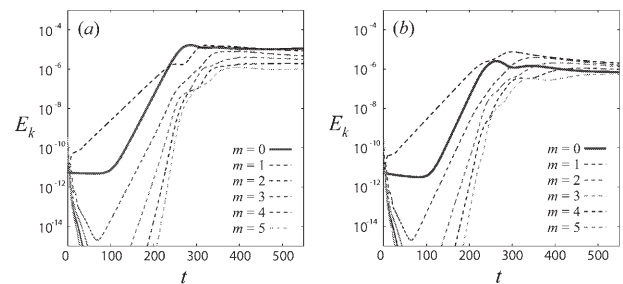 (a)
10⁻⁴
10⁻⁶
10⁻⁸
10⁻¹⁰
10⁻¹²
10⁻¹⁴
E_k
m = 0
m = 1
m = 2
m = 3
m = 4
m = 5
0 100 200 300 400 500
t
(b)
10⁻⁴
10⁻⁶
10⁻⁸
10⁻¹⁰
10⁻¹²
10⁻¹⁴
E_k
m = 0
m = 1
m = 2
m = 3
m = 4
m = 5
0 100 200 300 400 500
t